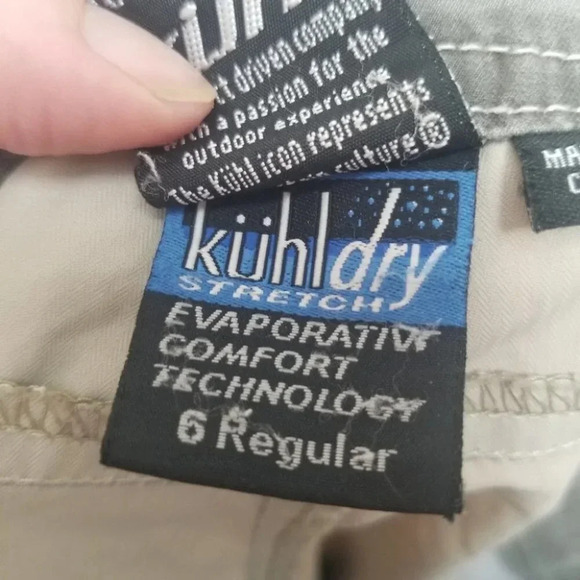 driven company
with a passion for the
outdoor experience
The Kühl icon represents
culture®
kühldry
STRETCH
EVAPORATIVE
COMFORT
TECHNOLOGY
6 Regular
MA
C